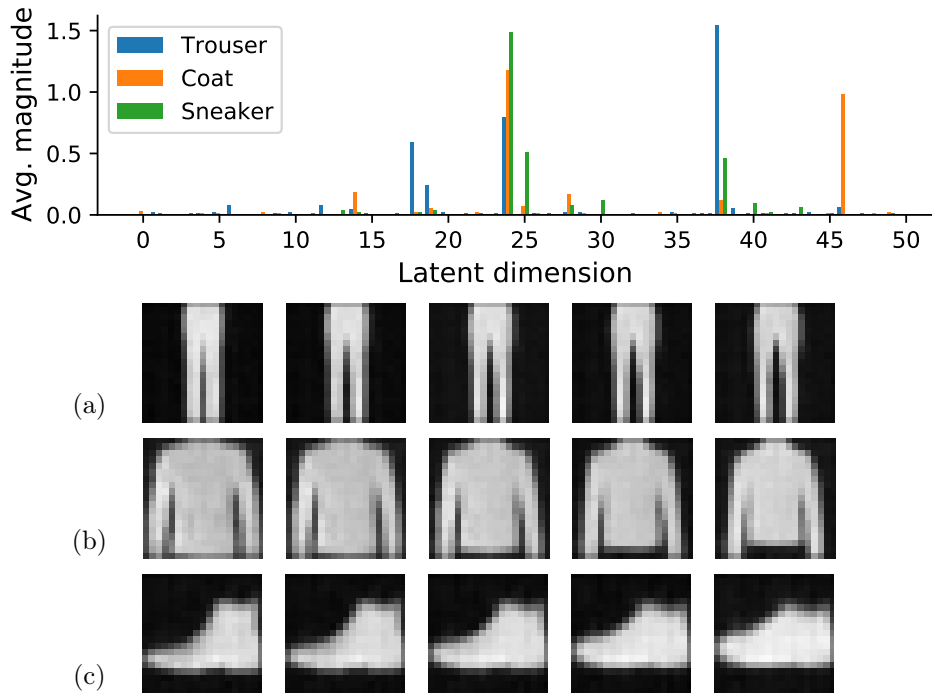 1.5
1.0
0.5
0.0
Avg. magnitude
Trouser
Coat
Sneaker
0 5 10 15 20 25 30 35 40 45 50
Latent dimension
(a)
(b)
(c)